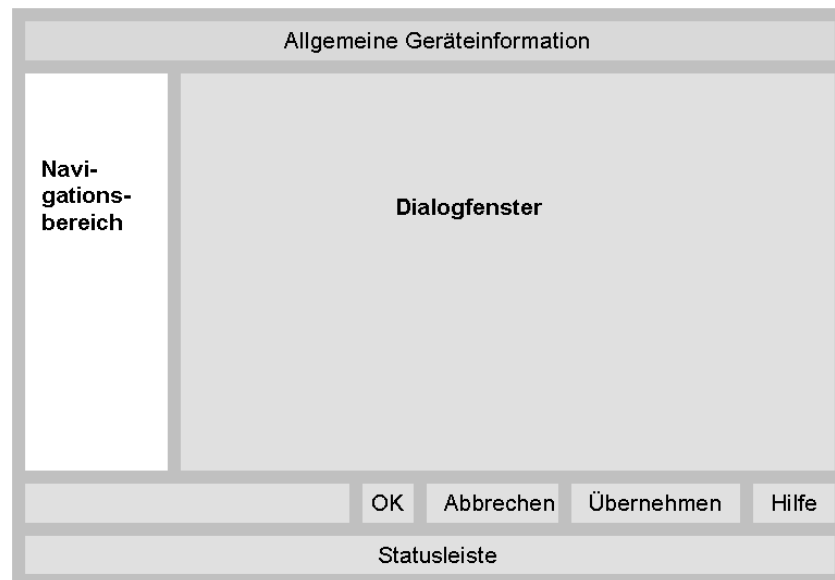 Allgemeine Geräteinformation
Navi-
gations-
bereich
Dialogfenster
OK Abbrechen Übernehmen Hilfe
Statusleiste